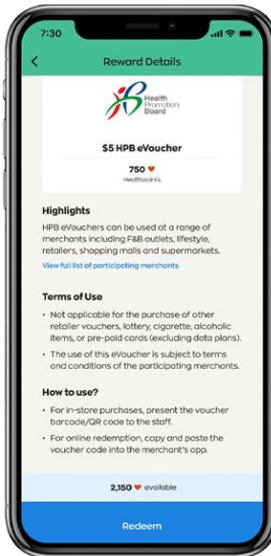 7:30
Reward Details
Health
Promotion
Board
$5 HPB eVoucher
750
Healthpoints
Highlights
HPB eVouchers can be used at a range of
merchants including F&B outlets, lifestyle,
retailers, shopping malls and supermarkets.
View full list of participating merchants
Terms of Use
• Not applicable for the purchase of other
retailer vouchers, lottery, cigarette, alcoholic
items, or pre-paid cards (excluding data plans).
• The use of this eVoucher is subject to terms
and conditions of the participating merchants.
How to use?
• For in-store purchases, present the voucher
barcode/QR code to the staff.
• For online redemption, copy and paste the
voucher code into the merchant's app.
2,150 available
Redeem